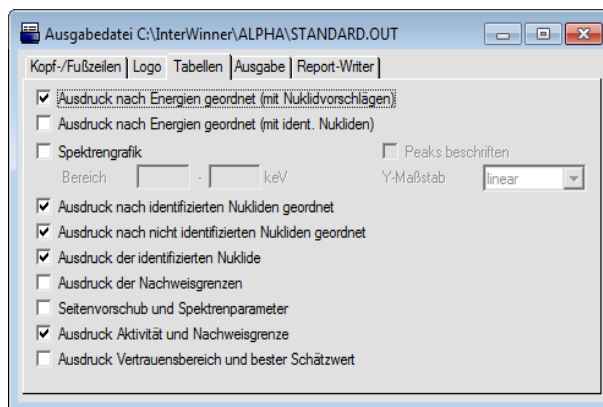 Ausgabedatei C:\InterWinner\ALPHA\STANDARD.OUT
Kopf-/Fußzeilen Logo Tabellen Ausgabe Report-Writer
Ausdruck nach Energien geordnet (mit Nuklidvorschlägen)
Ausdruck nach Energien geordnet (mit ident. Nukliden)
Spektrengrafik Peaks beschriften
Bereich - keV Y-Maßstab linear
Ausdruck nach identifizierten Nukliden geordnet
Ausdruck nach nicht identifizierten Nukliden geordnet
Ausdruck der identifizierten Nuklide
Ausdruck der Nachweisgrenzen
Seitenvorschub und Spektrenparameter
Ausdruck Aktivität und Nachweisgrenze
Ausdruck Vertrauensbereich und bester Schätzwert